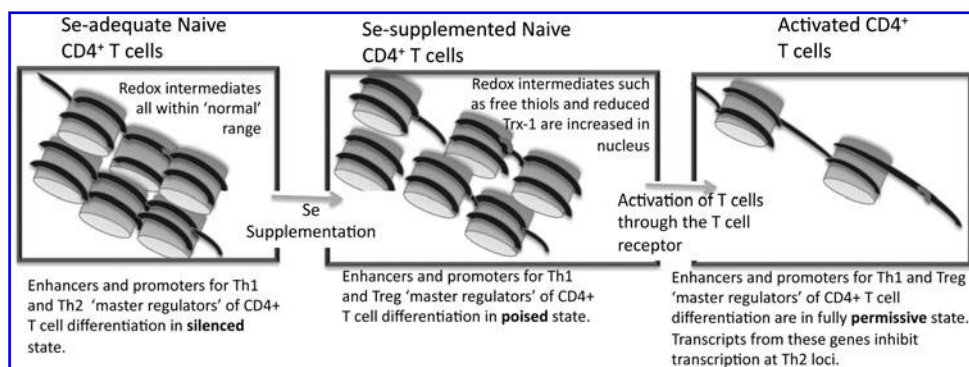 Se-adequate Naive
CD4⁺ T cells
Redox intermediates
all within 'normal'
range
Enhancers and promoters for Th1
and Th2 'master regulators' of CD4+
T cell differentiation in silenced
state.
Se
Supplementation
Se-supplemented Naive
CD4⁺ T cells
Redox intermediates such
as free thiols and reduced
Trx-1 are increased in
nucleus
Enhancers and promoters for Th1
and Treg 'master regulators' of CD4+
T cell differentiation in poised state.
Activation of T cells
through the T cell
receptor
Activated CD4⁺
T cells
Enhancers and promoters for Th1 and Treg
'master regulators' of CD4+ T cell
differentiation are in fully permissive state.
Transcripts from these genes inhibit
transcription at Th2 loci.